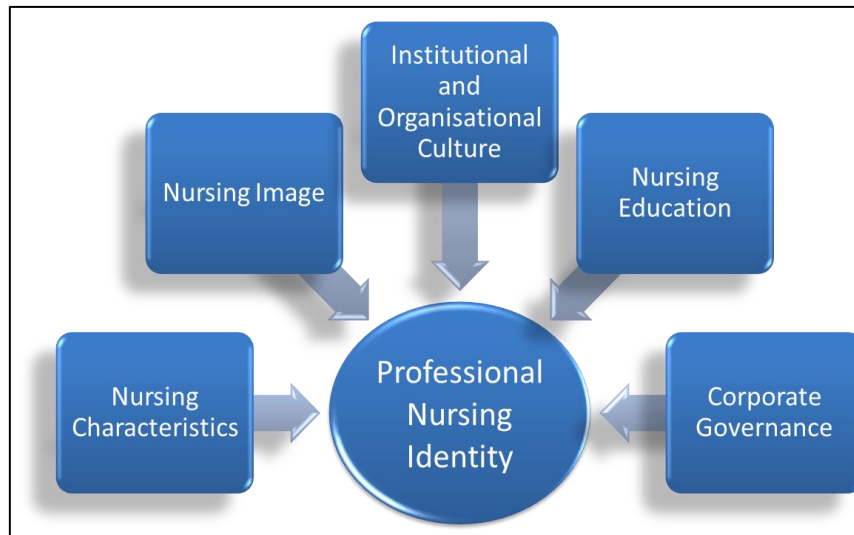 Institutional
and
Organisational
Culture
Nursing Image
Nursing
Education
Nursing
Characteristics
Professional
Nursing
Identity
Corporate
Governance